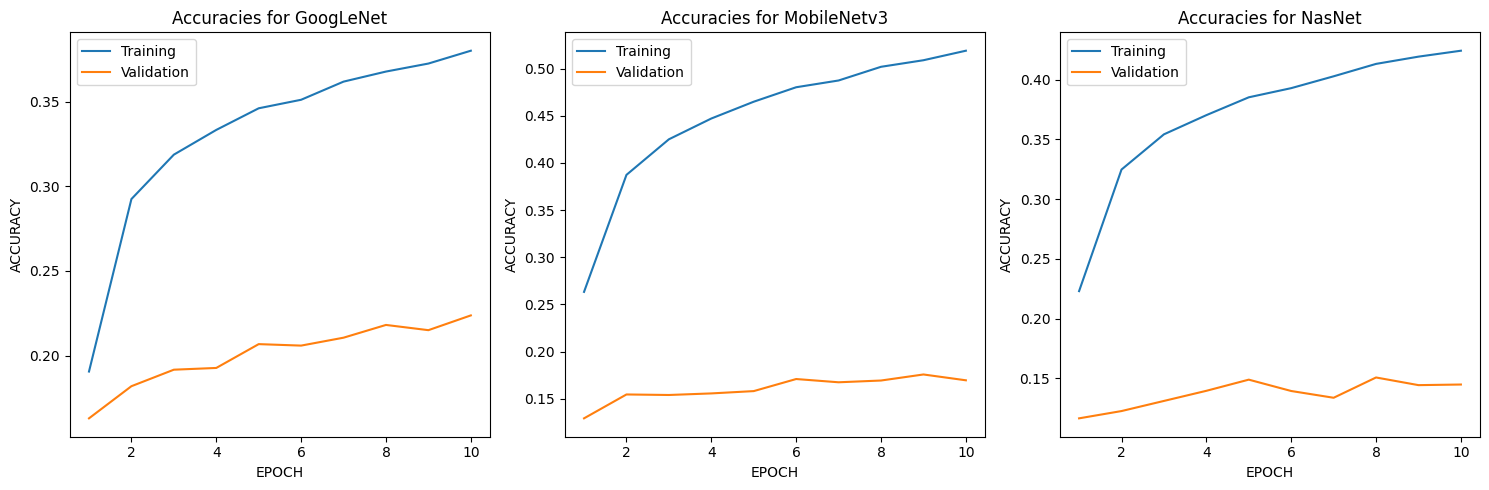 Accuracies for GoogLeNet
Training
Validation
ACCURACY
0.35
0.30
0.25
0.20
2 4 6 8 10
EPOCH
Accuracies for MobileNetv3
Training
Validation
ACCURACY
0.50
0.45
0.40
0.35
0.30
0.25
0.20
0.15
2 4 6 8 10
EPOCH
Accuracies for NasNet
Training
Validation
ACCURACY
0.40
0.35
0.30
0.25
0.20
0.15
2 4 6 8 10
EPOCH